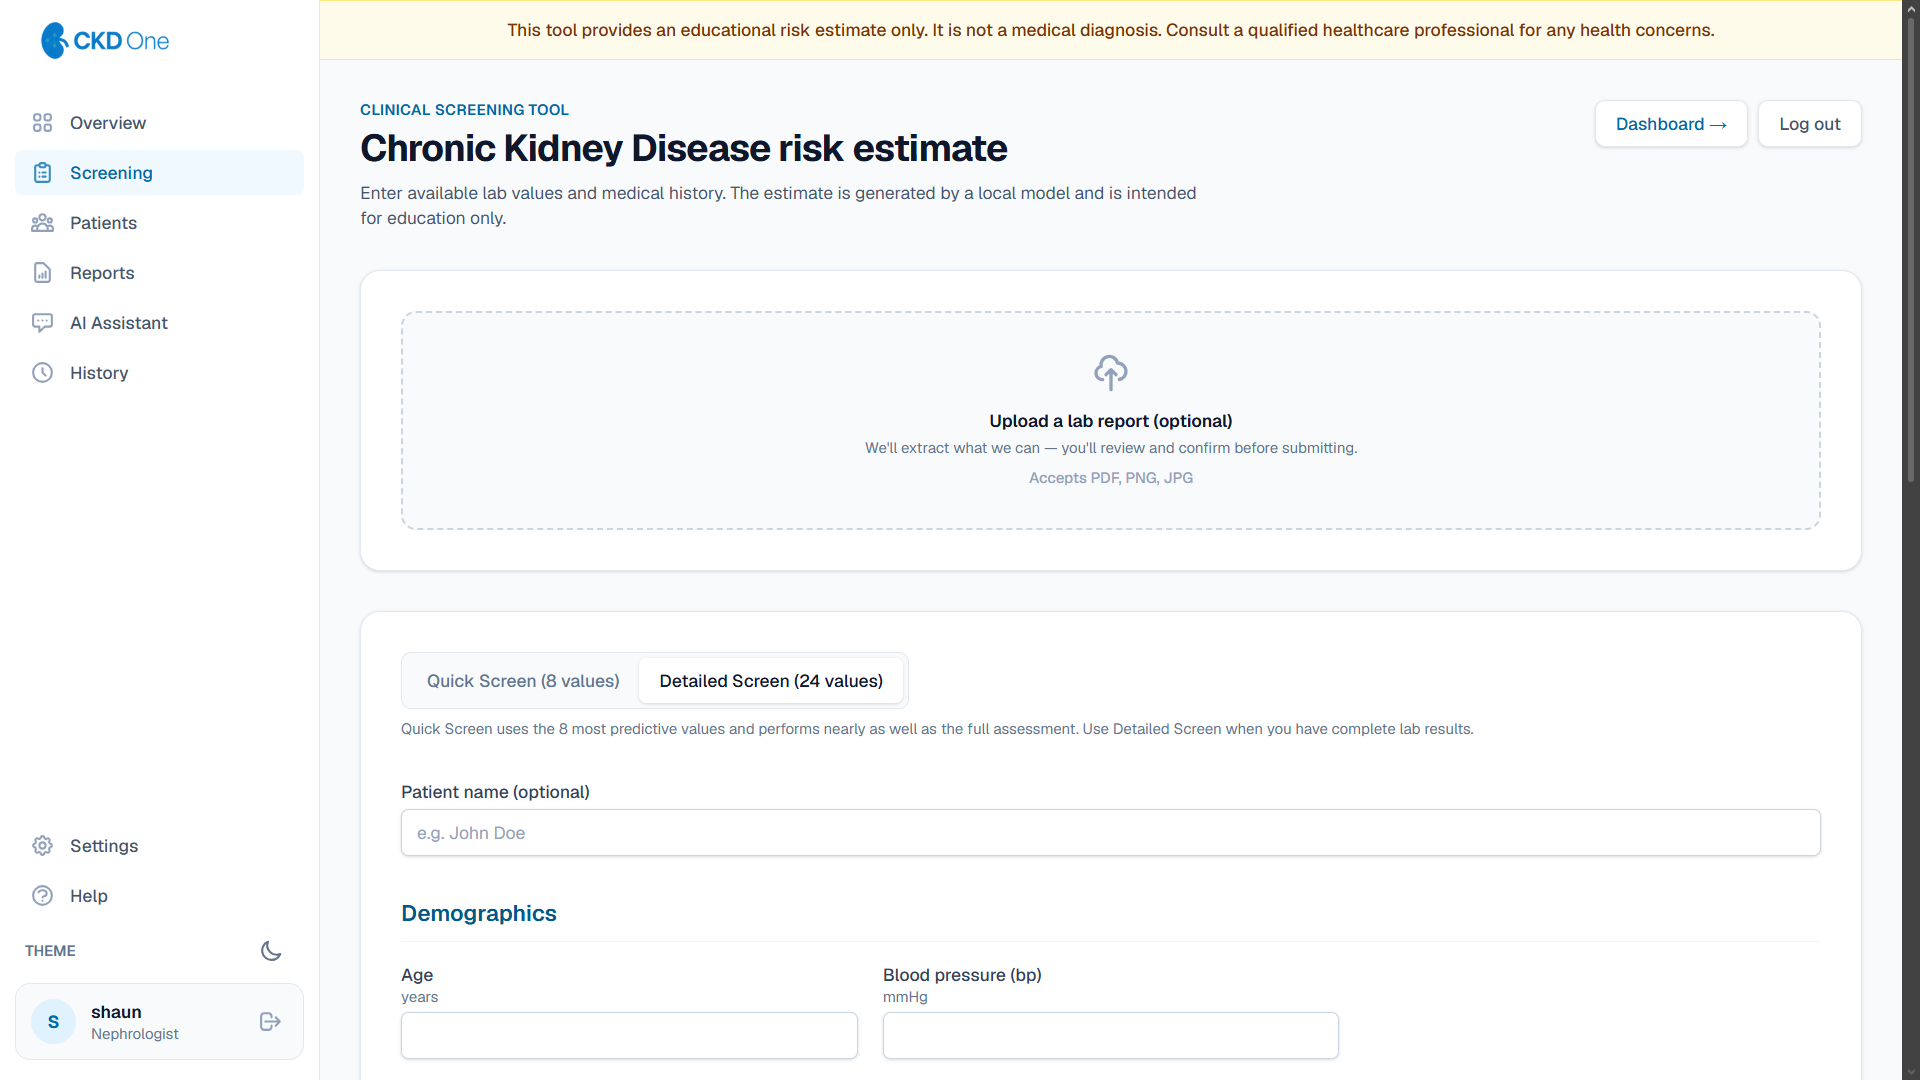 CKD One
Overview
Screening
Patients
Reports
AI Assistant
History
Settings
Help
THEME
S
shaun
Nephrologist
This tool provides an educational risk estimate only. It is not a medical diagnosis. Consult a qualified healthcare professional for any health concerns.
CLINICAL SCREENING TOOL
Chronic Kidney Disease risk estimate
Enter available lab values and medical history. The estimate is generated by a local model and is intended
for education only.
Dashboard →
Log out
Upload a lab report (optional)
We'll extract what we can — you'll review and confirm before submitting.
Accepts PDF, PNG, JPG
Quick Screen (8 values)
Detailed Screen (24 values)
Quick Screen uses the 8 most predictive values and performs nearly as well as the full assessment. Use Detailed Screen when you have complete lab results.
Patient name (optional)
e.g. John Doe
Demographics
Age
years
Blood pressure (bp)
mmHg